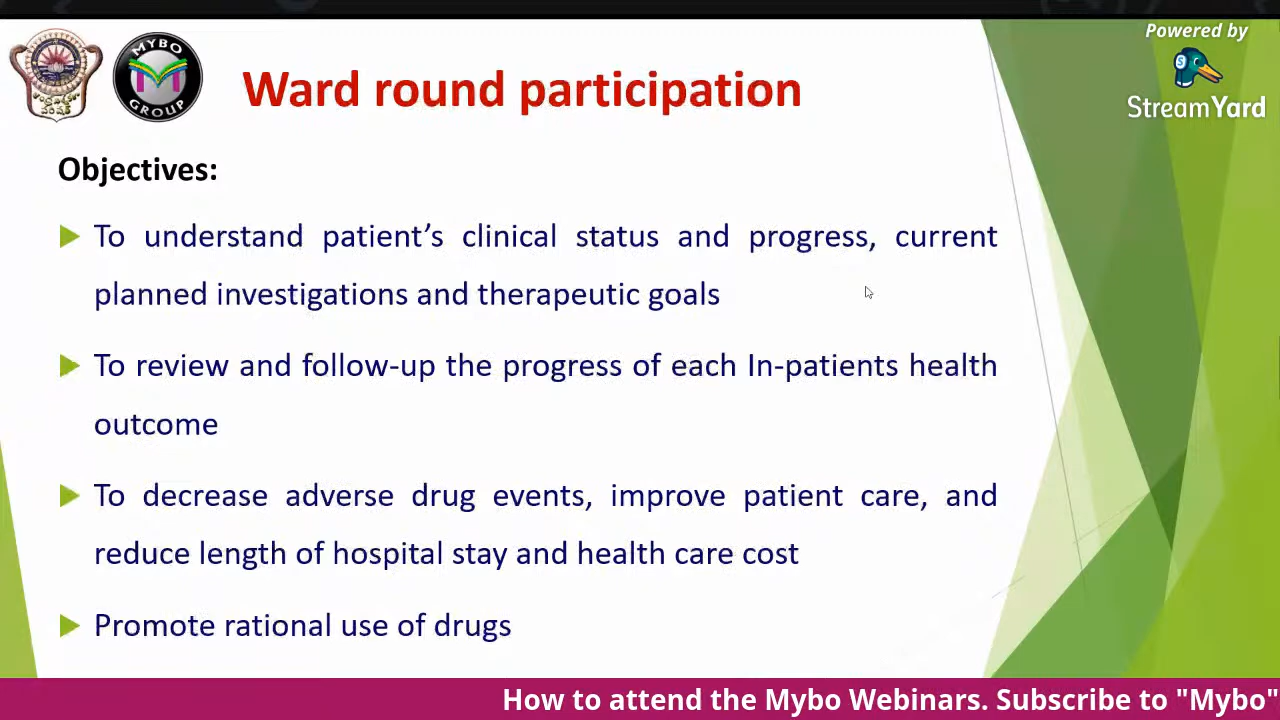 Powered by
StreamYard
MYBO
GROUP
Ward round participation
Objectives:
To understand patient’s clinical status and progress, current
planned investigations and therapeutic goals
To review and follow-up the progress of each In-patients health
outcome
To decrease adverse drug events, improve patient care, and
reduce length of hospital stay and health care cost
Promote rational use of drugs
How to attend the Mybo Webinars. Subscribe to "Mybo"